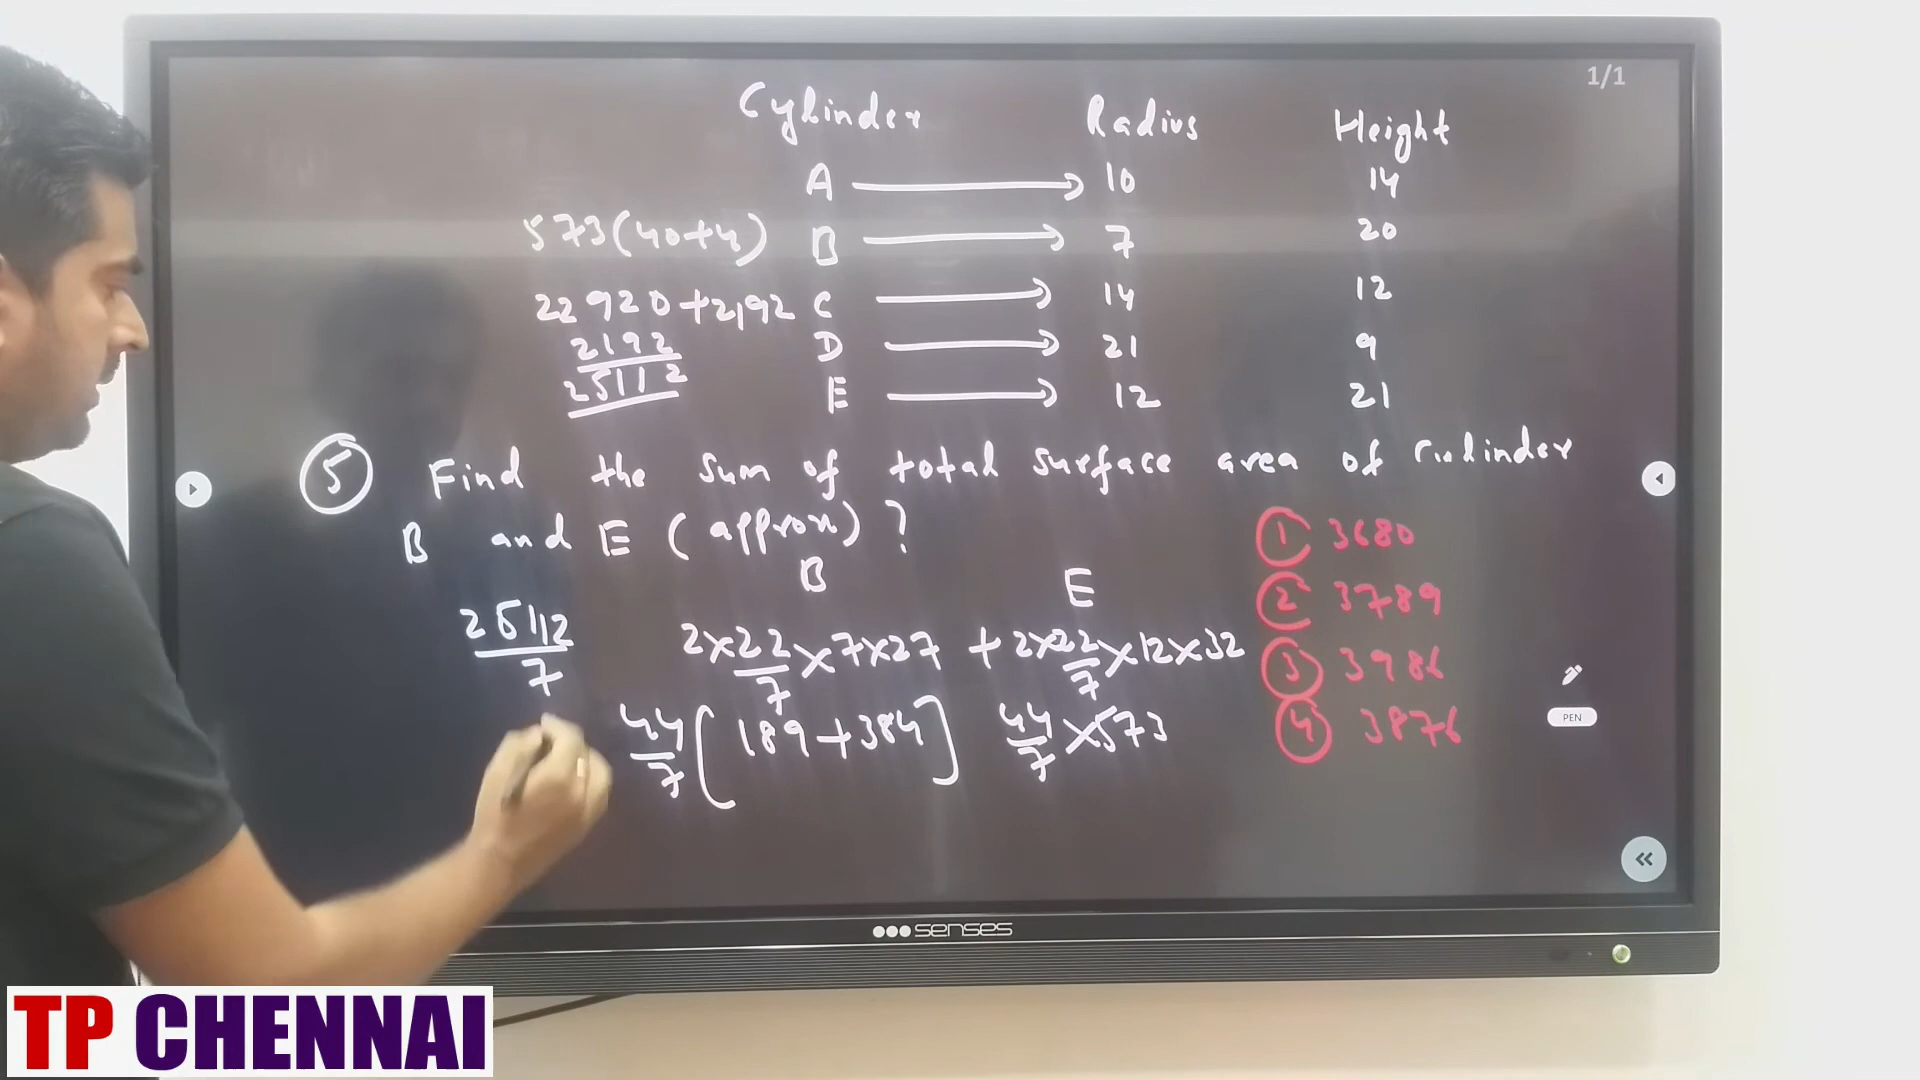 1/1
Cylinder Radius Height
A 10 14
573(40+4) B 7 20
22920+2192 C 14 12
2192 D 21 9
25112 E 12 21
5 Find the sum of total surface area of Cylinder
B and E (approx)?
B E
25112/7 2×22/7×7×27 +2×22/7×12×32
44/7[189+384] 44/7×573
1 3680
2 3789
3 3986
4 3876
PEN
senses
TP CHENNAI